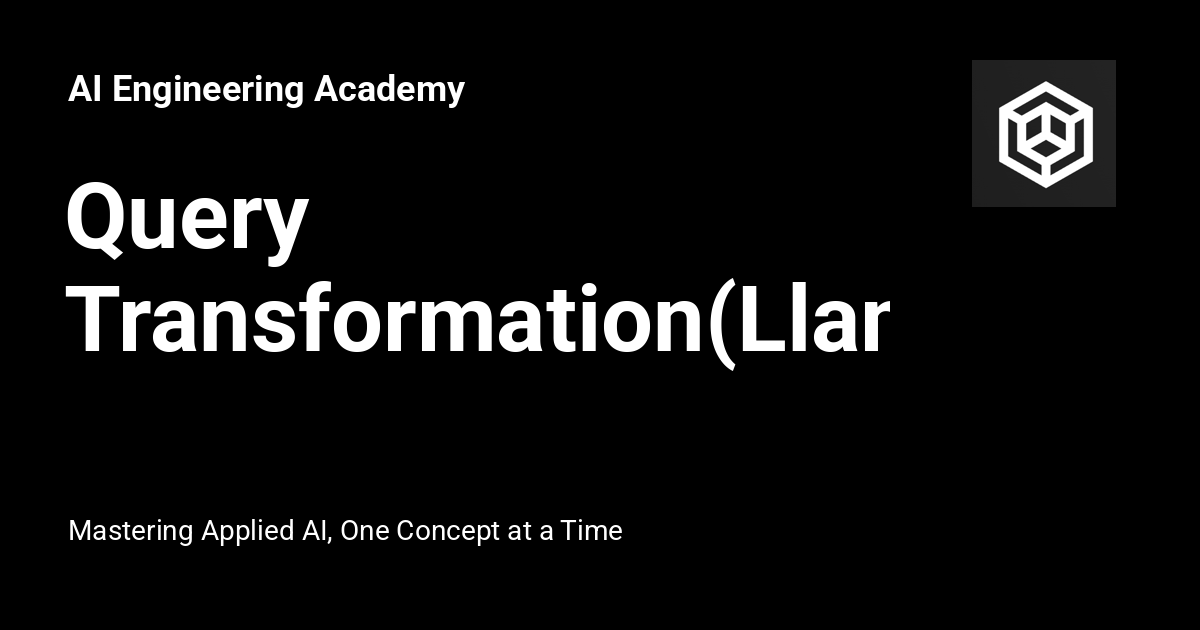 AI Engineering Academy
Query
Transformation(Llar
Mastering Applied AI, One Concept at a Time